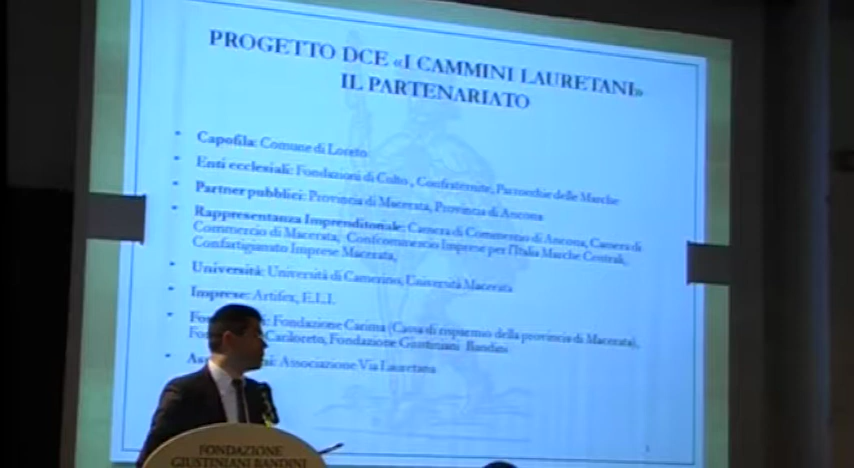 PROGETTO DCE «I CAMMINI LAURETANI»
IL PARTENARIATO
• Capofila: Comune di Loreto
• Enti ecclesiali: Fondazioni di Culto , Confraternite, Parrocchie delle Marche
• Partner pubblici: Provincia di Macerata, Provincia di Ancona
• Rappresentanza Imprenditoriale: Camera di Commercio di Ancona, Camera di
Commercio di Macerata, Confcommercio Imprese per l'Italia Marche Centrali,
Confartigianato Imprese Macerata,
• Università: Università di Camerino, Università Macerata
• Imprese: Artifex, E.L.I.
• Fondazione Carima (Cassa di risparmio della provincia di Macerata),
Cariloreto, Fondazione Giustiniani Bandini
• Associazione Via Lauretana
FONDAZIONE
GIUSTINIANI BANDINI